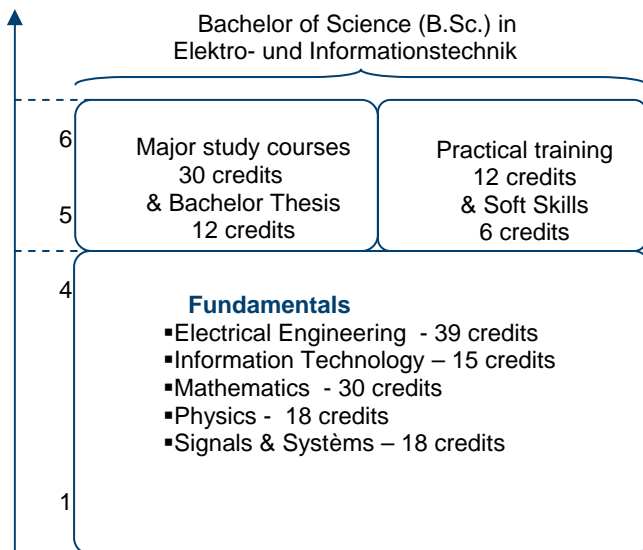 Bachelor of Science (B.Sc.) in
Elektro- und Informationstechnik
6
Major study courses
30 credits
& Bachelor Thesis
12 credits
Practical training
12 credits
& Soft Skills
6 credits
5
4
Fundamentals
▪Electrical Engineering - 39 credits
▪Information Technology – 15 credits
▪Mathematics - 30 credits
▪Physics - 18 credits
▪Signals & Systèms – 18 credits
1